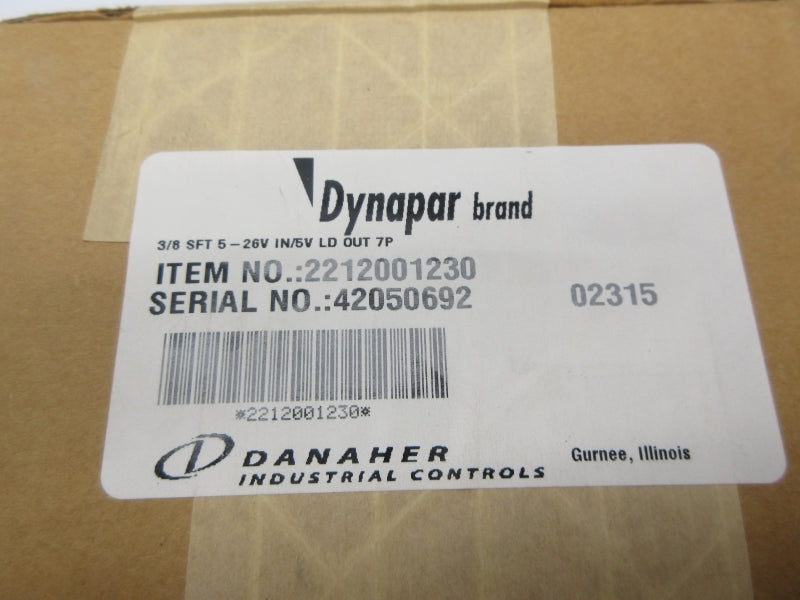 Dynapar brand
3/8 SFT 5-26V IN/5V LD OUT 7P
ITEM NO.:2212001230
SERIAL NO.:42050692 02315
*2212001230*
DANAHER
INDUSTRIAL CONTROLS
Gurnee, Illinois